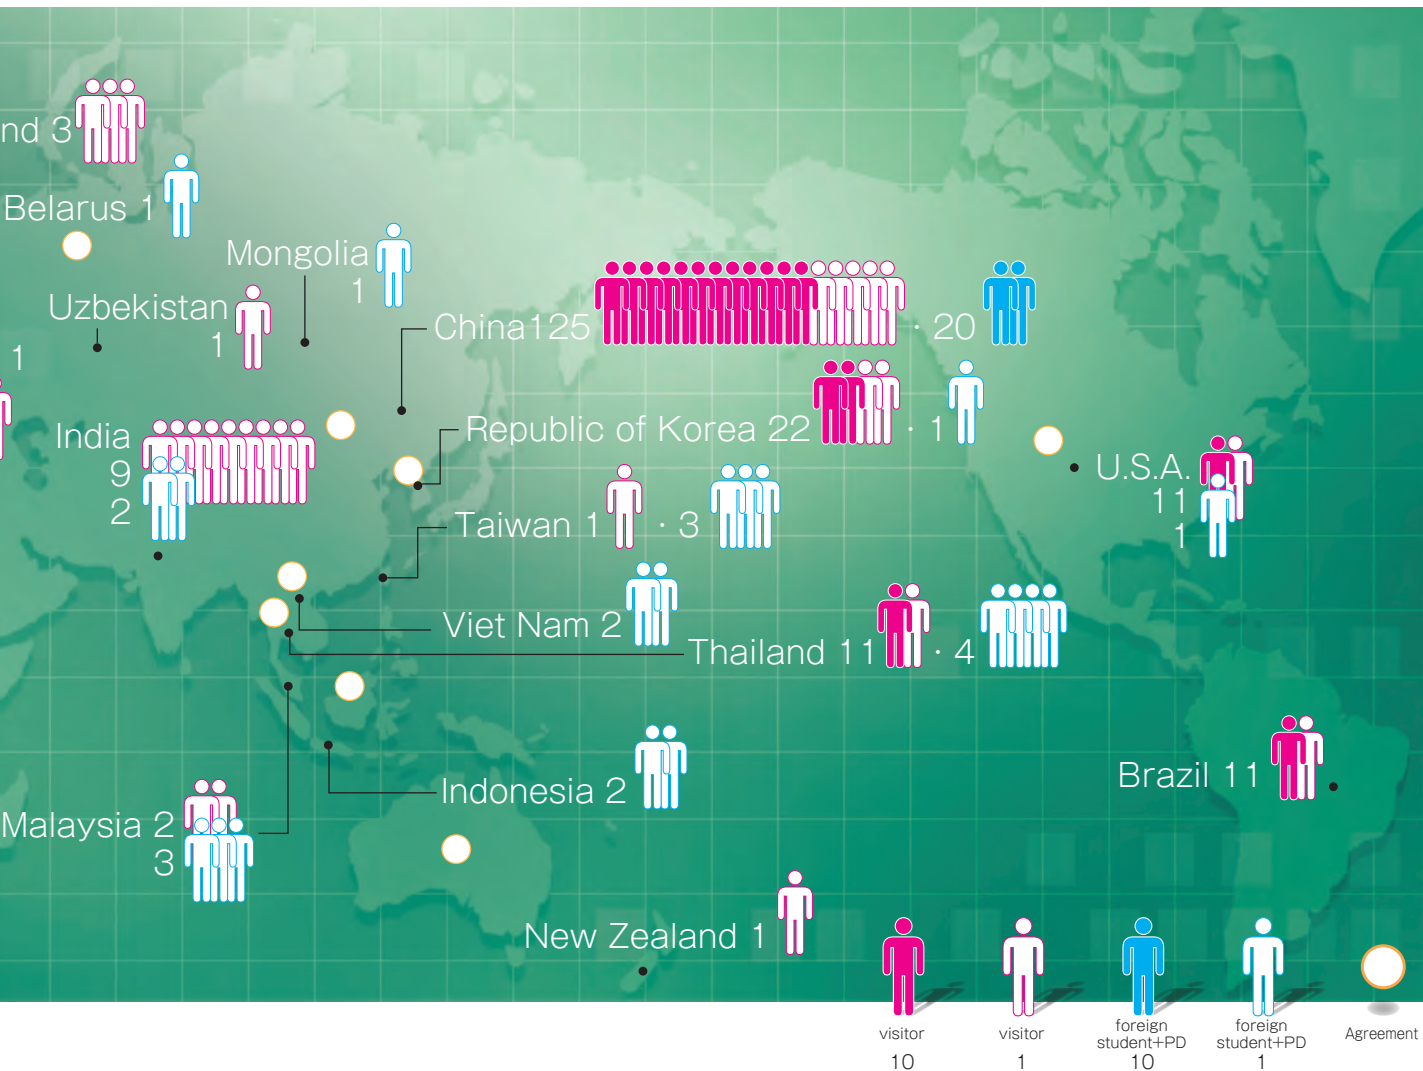 nd 3
Belarus 1
Mongolia
1
Uzbekistan
1
1
China125 · 20
India
9
2
Republic of Korea 22 · 1
U.S.A.
11
1
Taiwan 1 · 3
Viet Nam 2
Thailand 11 · 4
Brazil 11
Indonesia 2
Malaysia 2
3
New Zealand 1
visitor
10
visitor
1
foreign
student+PD
10
foreign
student+PD
1
Agreement